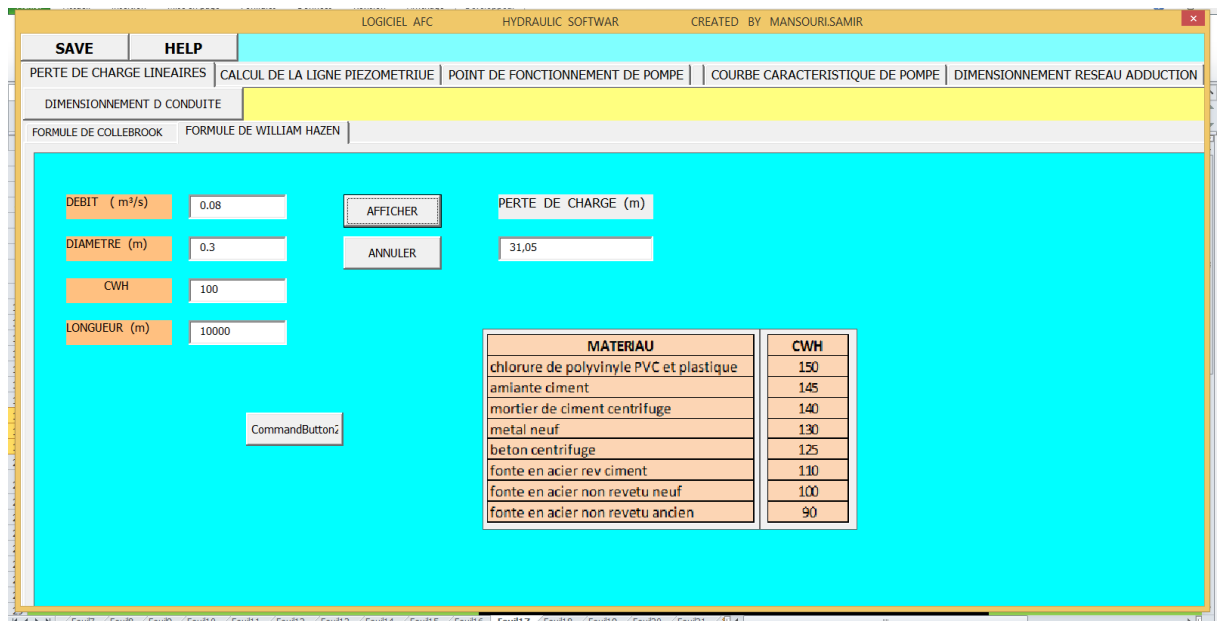 LOGICIEL AFC HYDRAULIC SOFTWAR CREATED BY MANSOURI.SAMIR
SAVE HELP
PERTE DE CHARGE LINEAIRES CALCUL DE LA LIGNE PIEZOMETRIUE POINT DE FONCTIONNEMENT DE POMPE COURBE CARACTERISTIQUE DE POMPE DIMENSIONNEMENT RESEAU ADDUCTION
DIMENSIONNEMENT D CONDUITE
FORMULE DE COLLEBROOK FORMULE DE WILLIAM HAZEN
DEBIT ( m³/s) 0.08 AFFICHER PERTE DE CHARGE (m)
DIAMETRE (m) 0.3 ANNULER 31,05
CWH 100
LONGUEUR (m) 10000
MATERIAU CWH
chlorure de polyvinyle PVC et plastique 150
amiante ciment 145
mortier de ciment centrifuge 140
CommandButton2 metal neuf 130
beton centrifuge 125
fonte en acier rev ciment 110
fonte en acier non revetu neuf 100
fonte en acier non revetu ancien 90